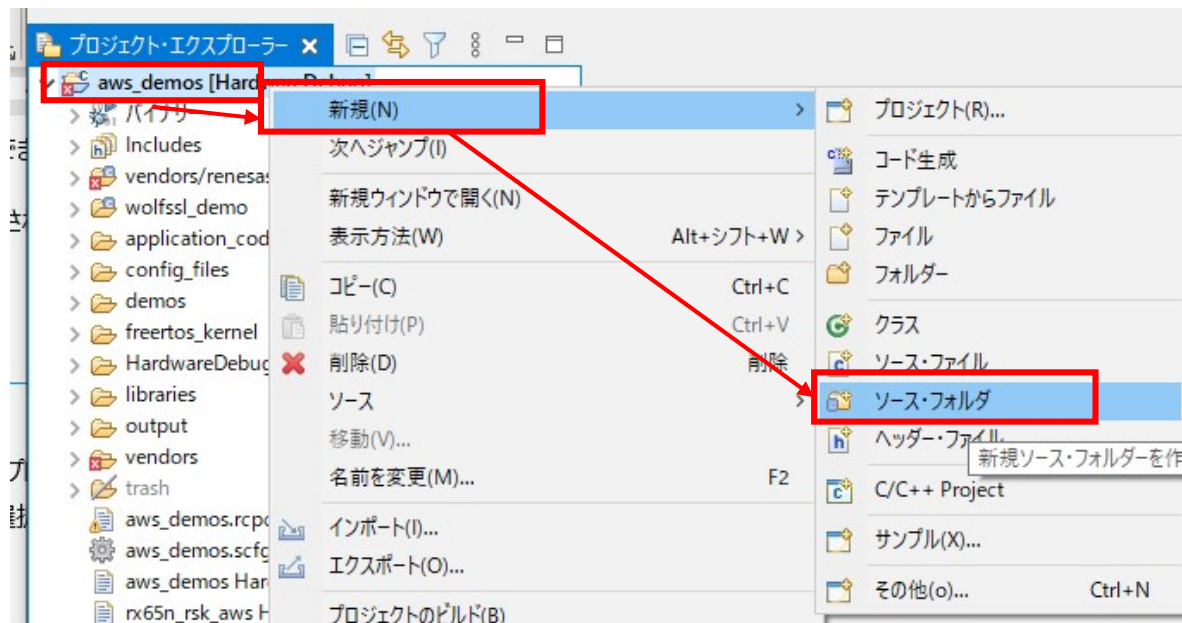 プロジェクト・エクスプローラー
aws_demos [Hardware Debug]
バイナリー
Includes
vendors/renesas
wolfssl_demo
application_cod
config_files
demos
freertos_kernel
HardwareDebug
libraries
output
vendors
trash
aws_demos.rcpc
aws_demos.scfg
aws_demos Har
rx65n_rsk_aws H
新規(N)
次へジャンプ(I)
新規ウィンドウで開く(N)
表示方法(W) Alt+シフト+W
コピー(C) Ctrl+C
貼り付け(P) Ctrl+V
削除(D) 削除
ソース
移動(V)...
名前を変更(M)... F2
インポート(I)...
エクスポート(O)...
プロジェクトのビルド(B)
プロジェクト(R)...
コード生成
テンプレートからファイル
ファイル
フォルダー
クラス
ソース・ファイル
ソース・フォルダ
ヘッダー・ファイル
新規ソース・フォルダーを作
C/C++ Project
サンプル(X)...
その他(o)... Ctrl+N